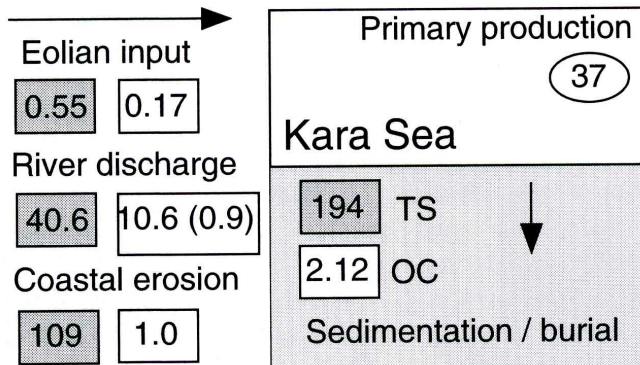 Eolian input
0.55 0.17
River discharge
40.6 10.6 (0.9)
Coastal erosion
109 1.0
Primary production
37
Kara Sea
194 TS
2.12 OC
Sedimentation / burial